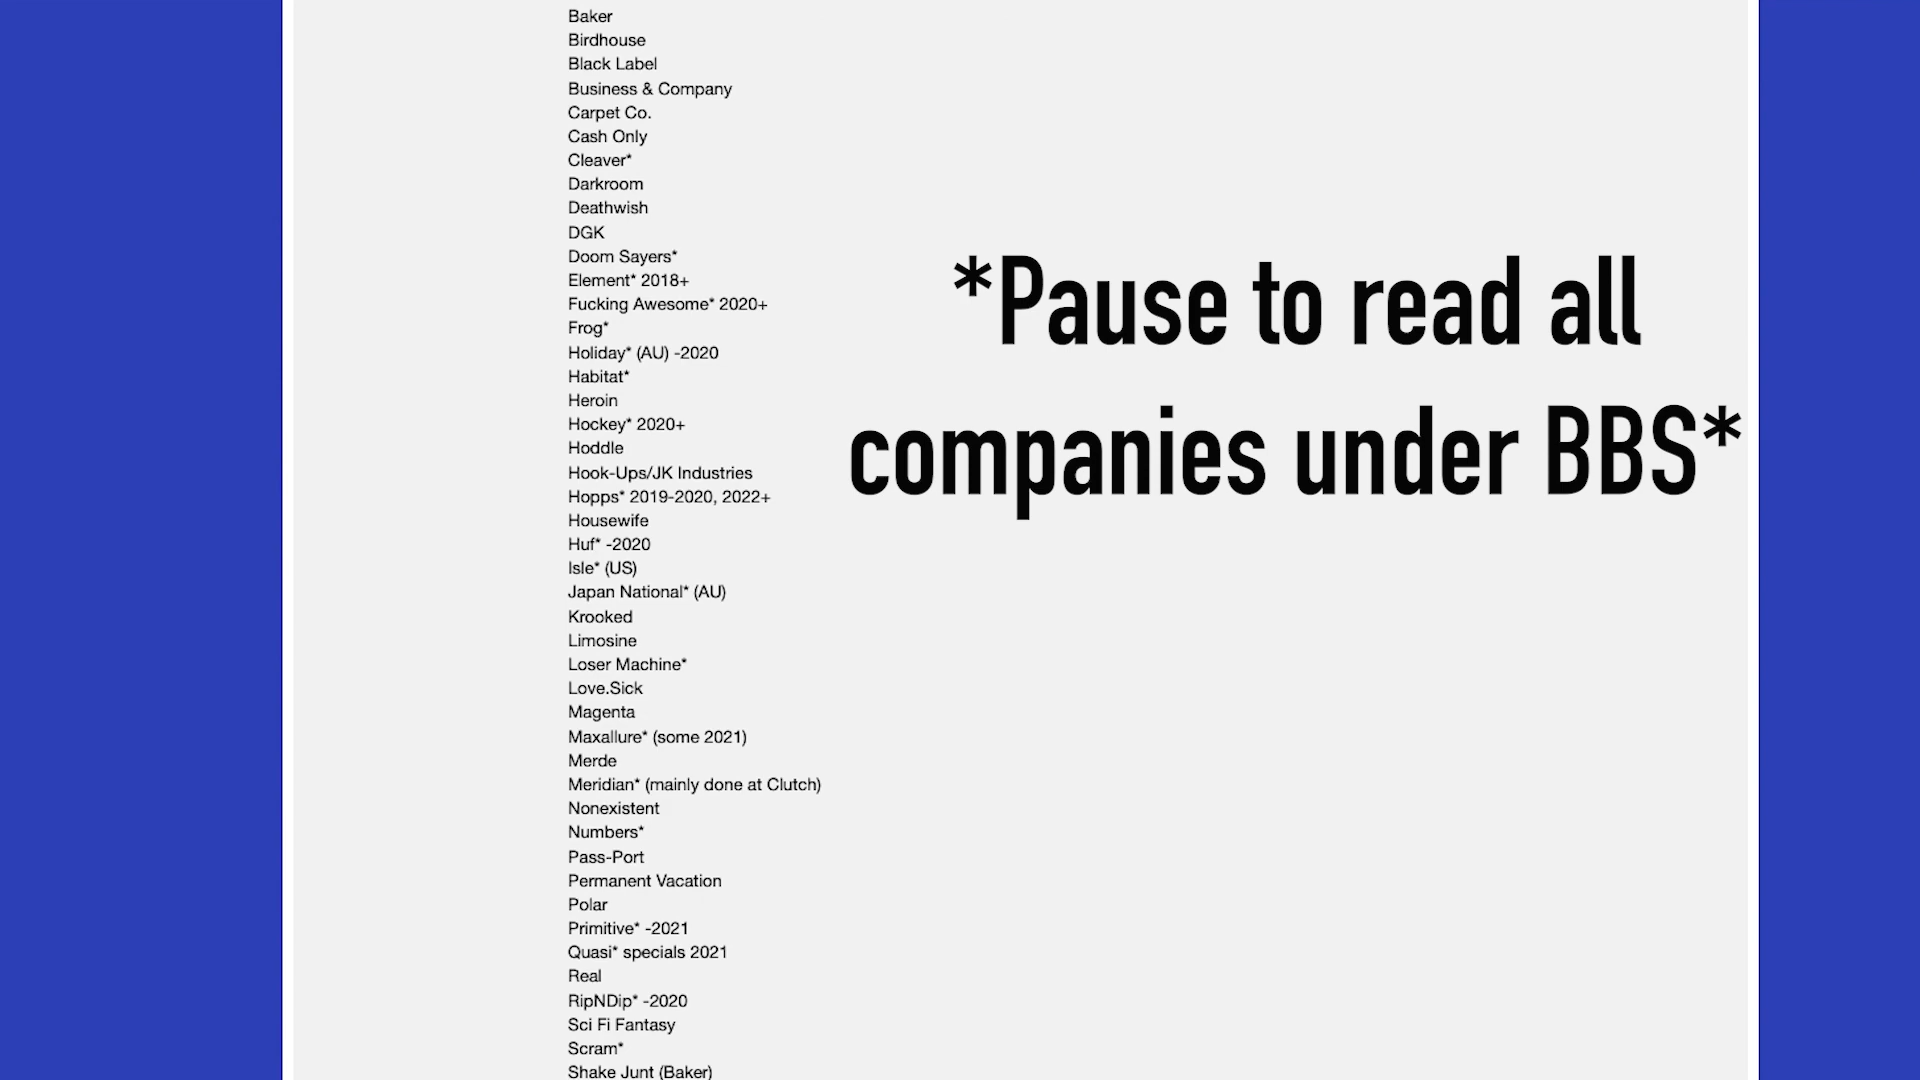 Baker
Birdhouse
Black Label
Business & Company
Carpet Co.
Cash Only
Cleaver*
Darkroom
Deathwish
DGK
Doom Sayers*
Element* 2018+
Fucking Awesome* 2020+
Frog*
Holiday* (AU) -2020
Habitat*
Heroin
Hockey* 2020+
Hoddle
Hook-Ups/JK Industries
Hopps* 2019-2020, 2022+
Housewife
Huf* -2020
Isle* (US)
Japan National* (AU)
Krooked
Limosine
Loser Machine*
Love.Sick
Magenta
Maxallure* (some 2021)
Merde
Meridian* (mainly done at Clutch)
Nonexistent
Numbers*
Pass-Port
Permanent Vacation
Polar
Primitive* -2021
Quasi* specials 2021
Real
RipNDip* -2020
Sci Fi Fantasy
Scram*
Shake Junt (Baker)
*Pause to read all
companies under BBS*